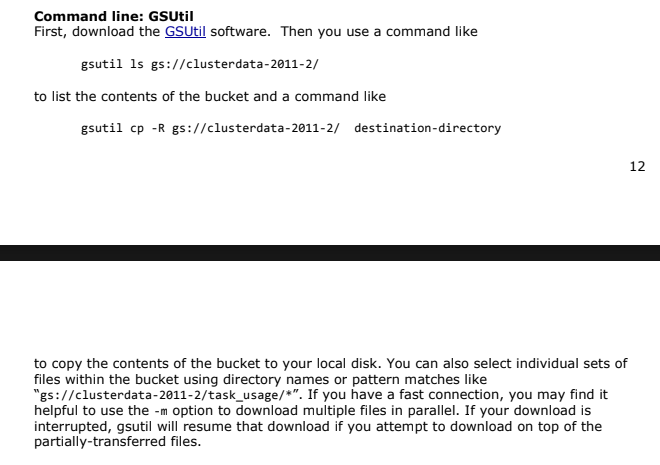 Command line: GSUtil
First, download the GSUtil software.  Then you use a command like
gsutil ls gs://clusterdata-2011-2/
to list the contents of the bucket and a command like
gsutil cp -R gs://clusterdata-2011-2/  destination-directory
12
to copy the contents of the bucket to your local disk. You can also select individual sets of
files within the bucket using directory names or pattern matches like
“gs://clusterdata-2011-2/task_usage/*”. If you have a fast connection, you may find it
helpful to use the -m option to download multiple files in parallel. If your download is
interrupted, gsutil will resume that download if you attempt to download on top of the
partially-transferred files.